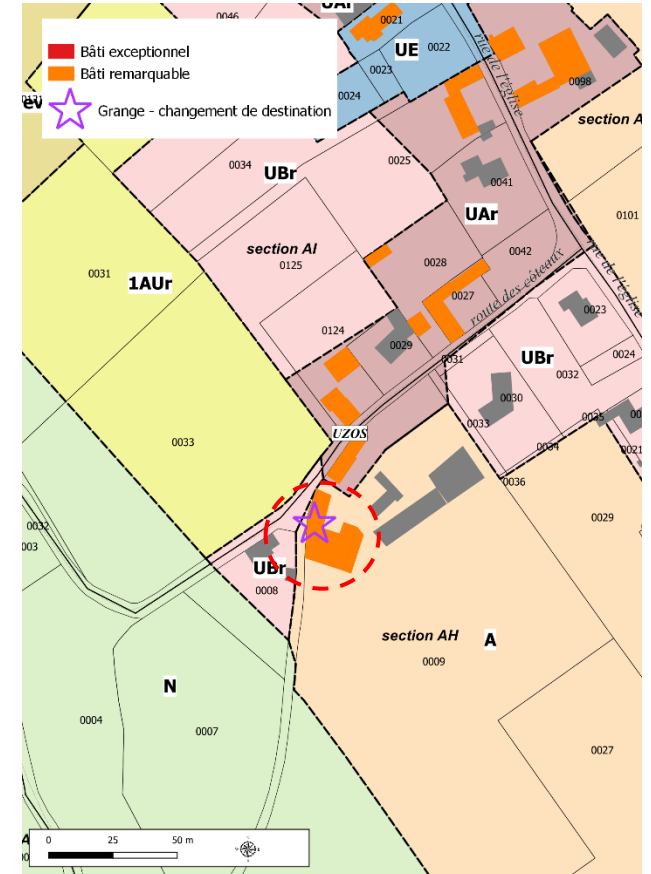 0046
UAr
0021
UE
0022
0023
0024
Bâti exceptionnel
Bâti remarquable
Grange - changement de destination
rue de l'église
0098
section A
0034
UBr
0025
0041
UAr
0101
section AI
0125
0028
0042
rue de l'église
0031
1AUr
0027
route des côteaux
0023
0124
0029
0031
UBr
0024
0032
0030
0033
UZOS
0035
0034
0021
0033
0036
0029
0032
003
UBr
0008
section AH
A
0009
N
0004
0007
0027
0
25
50 m